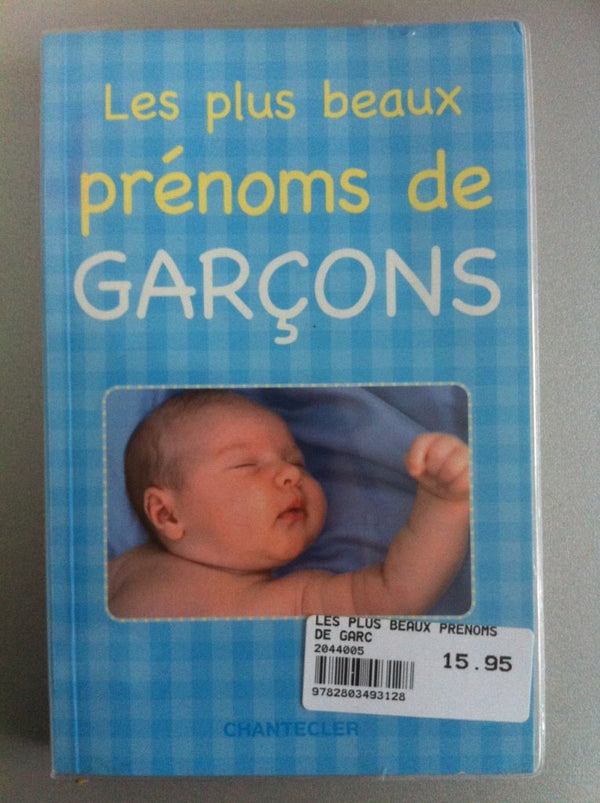 Les plus beaux
prénoms de
GARÇONS
LES PLUS BEAUX PRENOMS
DE GARC
2044005
15.95
9782803493128
CHANTECLER